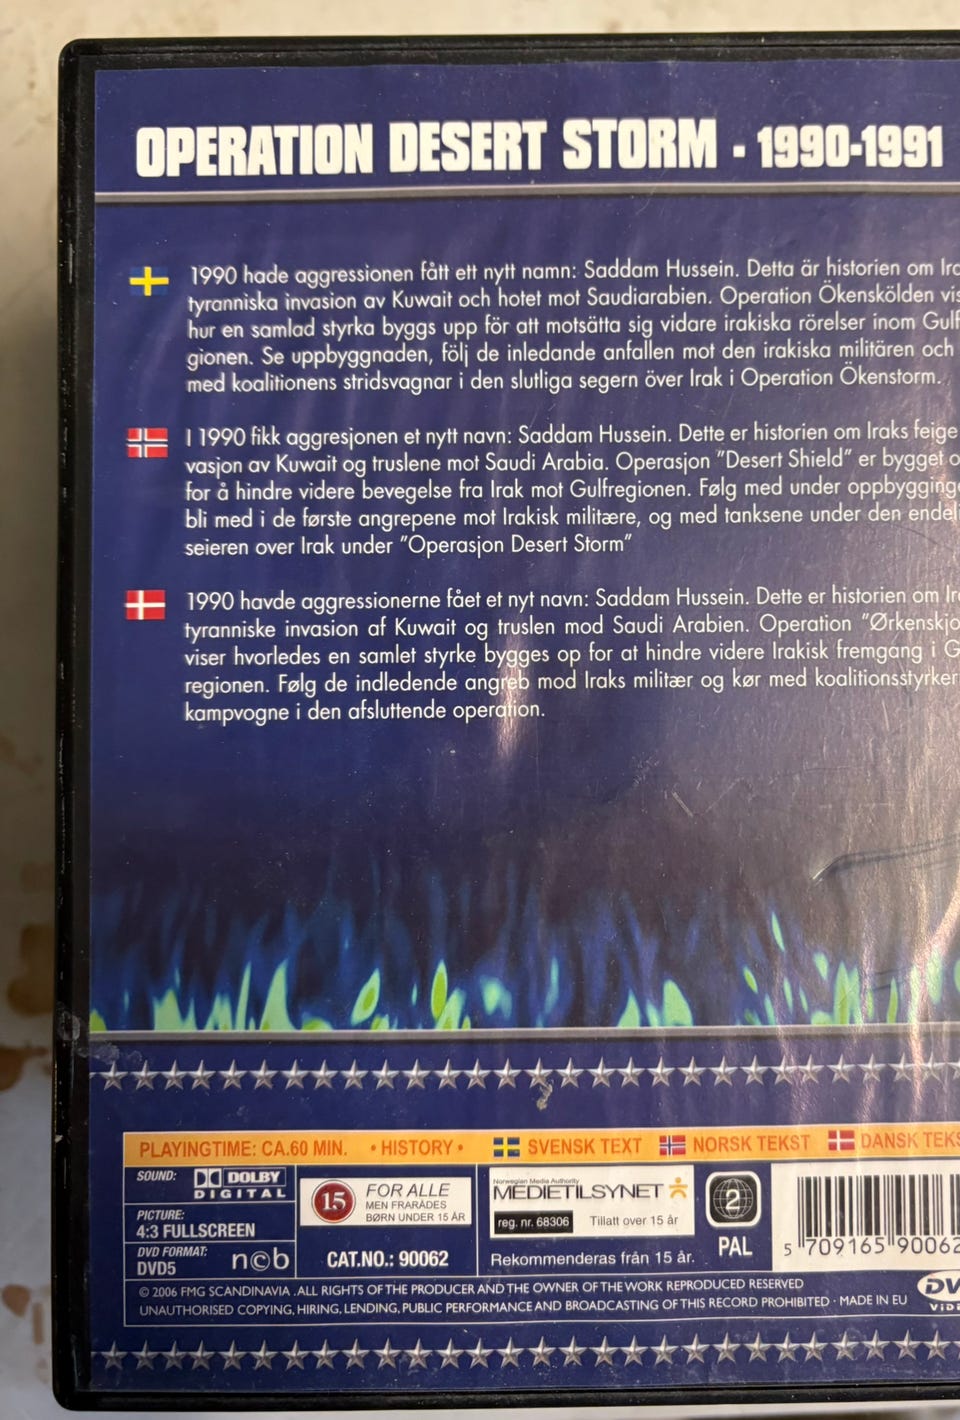 OPERATION DESERT STORM · 1990-1991
1990 hade aggressionen fått ett nytt namn: Saddam Hussein. Detta är historien om
tyranniska invasion av Kuwait och hotet mot Saudiarabien. Operation Ökenskölden
hur en samlad styrka byggs upp för att motsätta sig vidare irakiska rörelser inom
gionen. Se uppbyggnaden, följ de inledande anfallen mot den irakiska militären och
med koalitionens stridsvagnar i den slutliga segern över Irak i Operation Ökenstorm.
I 1990 fikk aggresjonen et nytt navn: Saddam Hussein. Dette er historien om Iraks feige
vasjon av Kuwait og truslene mot Saudi Arabia. Operasjon ”Desert Shield” er bygget
for å hindre videre bevegelse fra Irak mot Gulfregionen. Følg med under
bli med i de første angrepene mot Irakisk militære, og med tanksene under den
seieren over Irak under ”Operasjon Desert Storm”
1990 havde aggressionerne fået et nyt navn: Saddam Hussein. Dette er historien om
tyranniske invasion af Kuwait og truslen mod Saudi Arabien. Operation
viser hvorledes en samlet styrke bygges op for at hindre videre Irakisk fremgang i
regionen. Følg de indledende angreb mod Iraks militær og kør med
kampvogne i den afsluttende operation.
PLAYINGTIME: CA.60 MIN. • HISTORY • SVENSK TEXT NORSK TEKST DANSK
SOUND: DOLBY DIGITAL
PICTURE:
4:3 FULLSCREEN
DVD FORMAT:
DVD5
ncb
15
FOR ALLE
MEN FRARÅDES
BØRN UNDER 15 ÅR
CAT.NO.: 90062
Norwegian Media Authority
MEDIETILSYNET
reg. nr. 68306 Tillatt over 15 år
Rekommenderas från 15 år.
2
PAL
5 709165 90062
© 2006 FMG SCANDINAVIA .ALL RIGHTS OF THE PRODUCER AND THE OWNER OF THE WORK REPRODUCED RESERVED
UNAUTHORISED COPYING, HIRING, LENDING, PUBLIC PERFORMANCE AND BROADCASTING OF THIS RECORD PROHIBITED · MADE IN EU